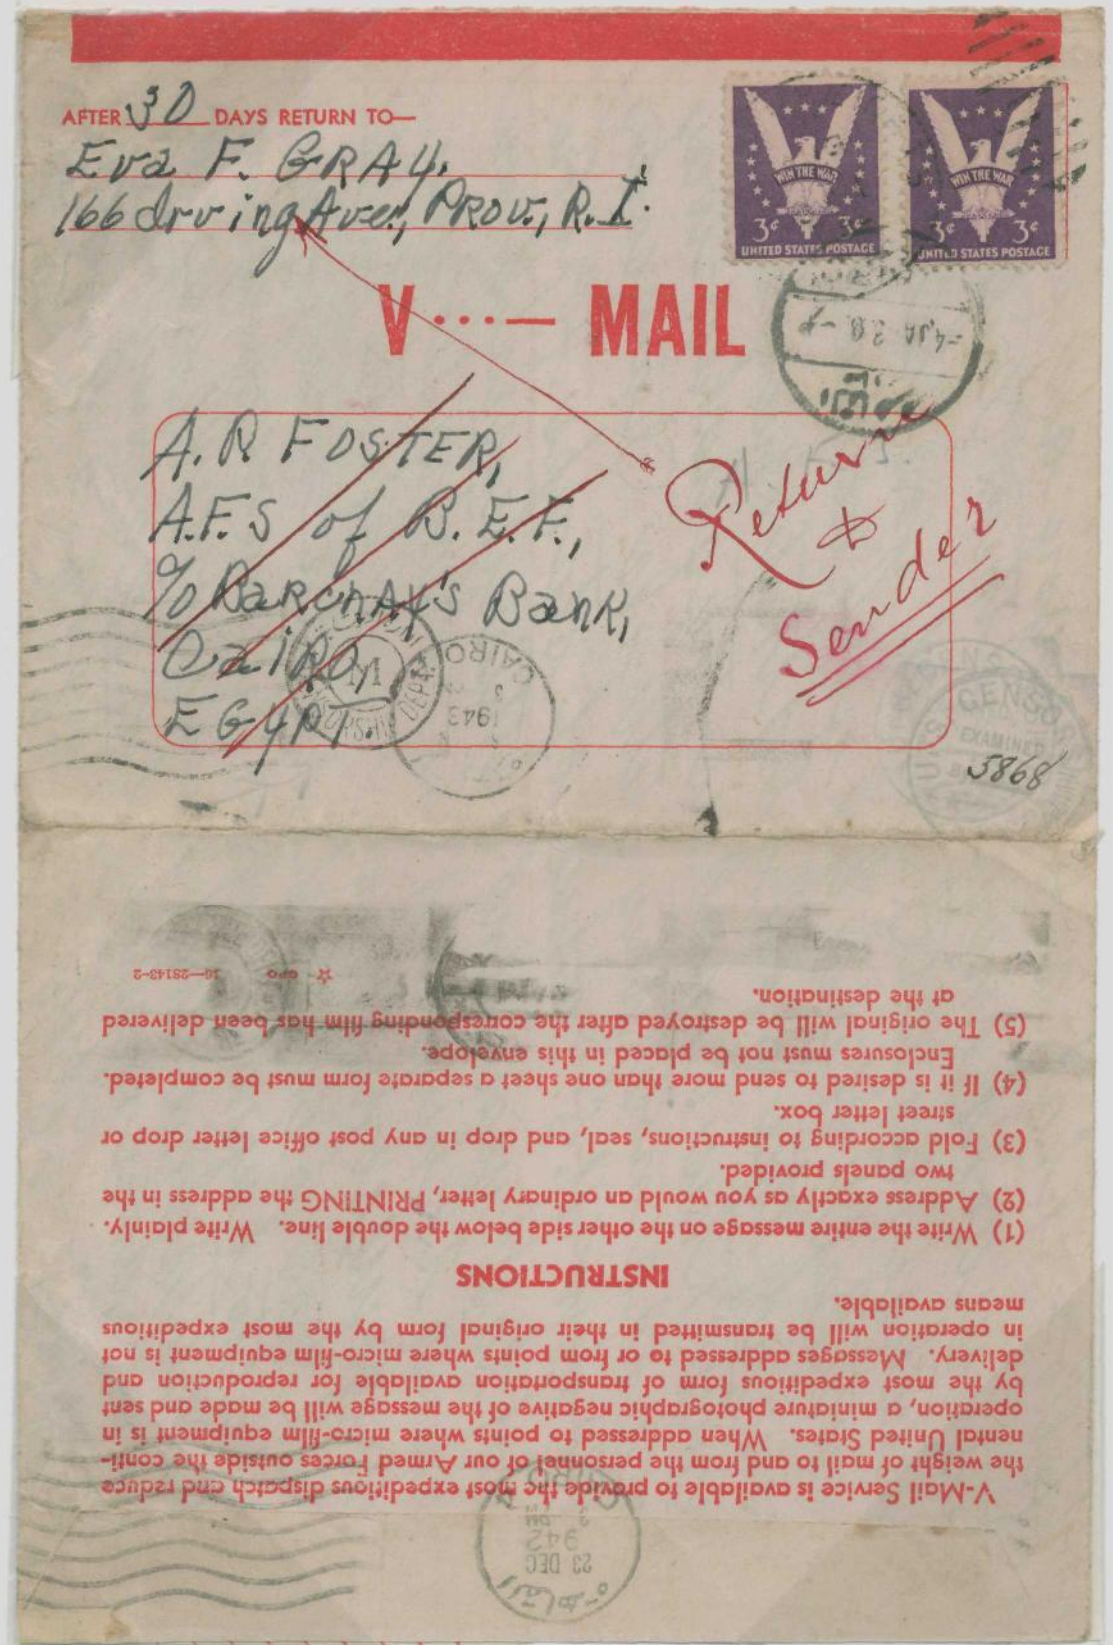 AFTER 30 DAYS RETURN TO—
Eva F. GRAY,
166 Irving Ave., PROV., R.I.
WIN THE WAR
3¢ 3¢
UNITED STATES POSTAGE
WIN THE WAR
3¢ 3¢
UNITED STATES POSTAGE
V ···— MAIL
-4.JA
A.R FOSTER,
A.F.S of B.E.F.,
% BarclAy's Bank,
Cairo,
EGypt.
Return
to
Sender
CAIRO
1943
CENSORSHIP DEPT
U.S. CENSORSHIP
EXAMINED
5868
V-Mail Service is available to provide the most expeditious dispatch and reduce
the weight of mail to and from the personnel of our Armed Forces outside the conti-
nental United States. When addressed to points where micro-film equipment is in
operation, a miniature photographic negative of the message will be made and sent
by the most expeditious form of transportation available for reproduction and
delivery. Messages addressed to or from points where micro-film equipment is not
in operation will be transmitted in their original form by the most expeditious
means available.
INSTRUCTIONS
(1) Write the entire message on the other side below the double line. Write plainly.
(2) Address exactly as you would an ordinary letter, PRINTING the address in the
two panels provided.
(3) Fold according to instructions, seal, and drop in any post office letter drop or
street letter box.
(4) If it is desired to send more than one sheet a separate form must be completed.
Enclosures must not be placed in this envelope.
(5) The original will be destroyed after the corresponding film has been delivered
at the destination.
☆ GPO 16—28143-2
CAIRO
PM
942
23 DEC
القاهرة